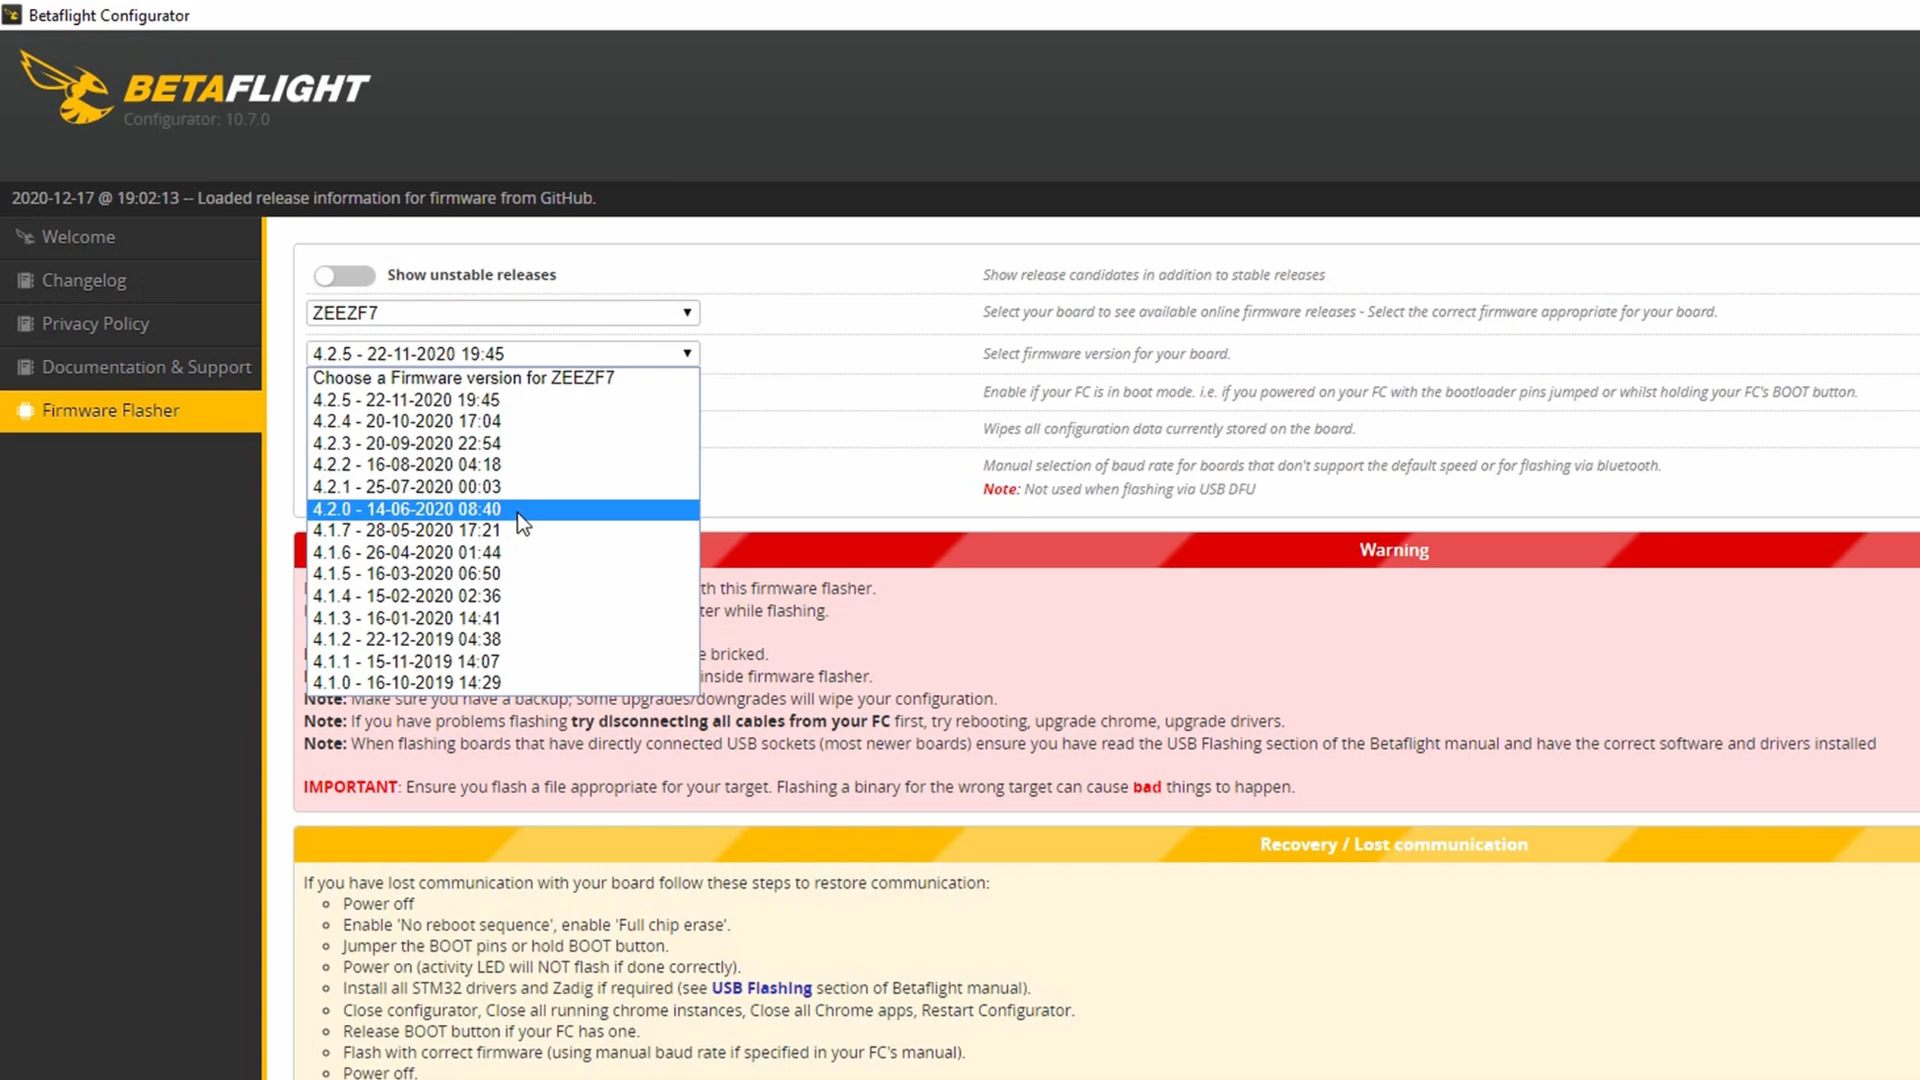 Betaflight Configurator
BETAFLIGHT
Configurator: 10.7.0
2020-12-17 @ 19:02:13 -- Loaded release information for firmware from GitHub.
Welcome
Changelog
Privacy Policy
Documentation & Support
Firmware Flasher
Show unstable releases
Show release candidates in addition to stable releases
ZEEZF7
Select your board to see available online firmware releases - Select the correct firmware appropriate for your board.
4.2.5 - 22-11-2020 19:45
Select firmware version for your board.
Choose a Firmware version for ZEEZF7
4.2.5 - 22-11-2020 19:45
4.2.4 - 20-10-2020 17:04
4.2.3 - 20-09-2020 22:54
4.2.2 - 16-08-2020 04:18
4.2.1 - 25-07-2020 00:03
4.2.0 - 14-06-2020 08:40
4.1.7 - 28-05-2020 17:21
4.1.6 - 26-04-2020 01:44
4.1.5 - 16-03-2020 06:50
4.1.4 - 15-02-2020 02:36
4.1.3 - 16-01-2020 14:41
4.1.2 - 22-12-2019 04:38
4.1.1 - 15-11-2019 14:07
4.1.0 - 16-10-2019 14:29
Enable if your FC is in boot mode. i.e. if you powered on your FC with the bootloader pins jumped or whilst holding your FC's BOOT button.
Wipes all configuration data currently stored on the board.
Manual selection of baud rate for boards that don't support the default speed or for flashing via bluetooth.
Note: Not used when flashing via USB DFU
Warning
th this firmware flasher.
ter while flashing.
e bricked.
inside firmware flasher.
Note: Make sure you have a backup; some upgrades/downgrades will wipe your configuration.
Note: If you have problems flashing try disconnecting all cables from your FC first, try rebooting, upgrade chrome, upgrade drivers.
Note: When flashing boards that have directly connected USB sockets (most newer boards) ensure you have read the USB Flashing section of the Betaflight manual and have the correct software and drivers installed
IMPORTANT: Ensure you flash a file appropriate for your target. Flashing a binary for the wrong target can cause bad things to happen.
Recovery / Lost communication
If you have lost communication with your board follow these steps to restore communication:
Power off
Enable 'No reboot sequence', enable 'Full chip erase'.
Jumper the BOOT pins or hold BOOT button.
Power on (activity LED will NOT flash if done correctly).
Install all STM32 drivers and Zadig if required (see USB Flashing section of Betaflight manual).
Close configurator, Close all running chrome instances, Close all Chrome apps, Restart Configurator.
Release BOOT button if your FC has one.
Flash with correct firmware (using manual baud rate if specified in your FC's manual).
Power off.